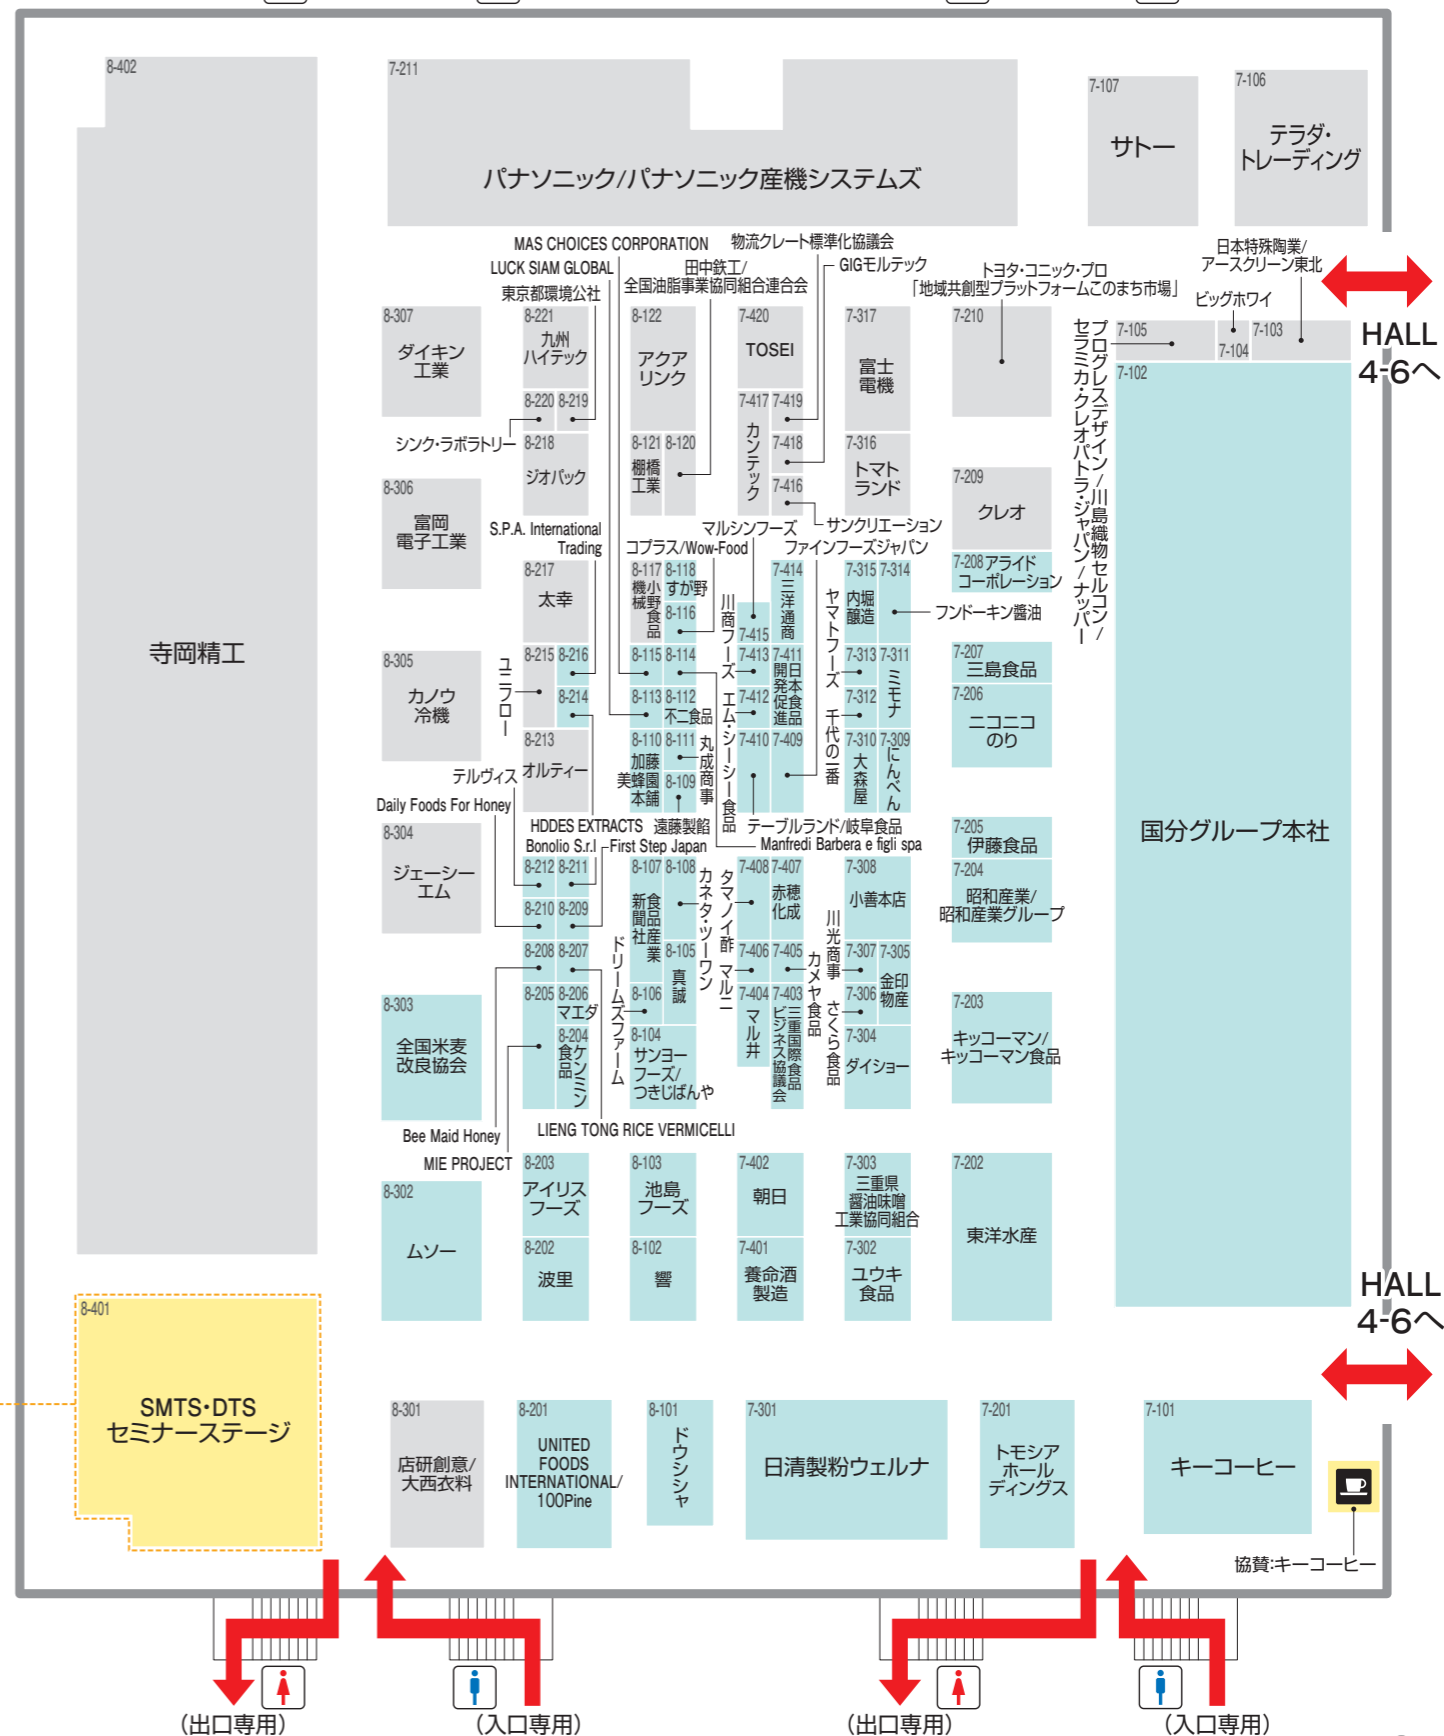 8-402
寺岡精工
7-211
パナソニック/パナソニック産機システムズ
7-107
サトー
7-106
テラダ・
トレーディング
MAS CHOICES CORPORATION
LUCK SIAM GLOBAL
東京都環境公社
田中鉄工/
全国油脂事業協同組合連合会
物流クレート標準化協議会
GIGモルテック
トヨタ・コニック・プロ
「地域共創型プラットフォームこのまち市場」
日本特殊陶業/
アースクリーン東北
ビッグホワイ
HALL
4-6へ
8-307
ダイキン
工業
8-221
九州
ハイテック
8-122
アクア
リンク
7-420
TOSEI
7-317
富士
電機
7-210
7-105
7-104
7-103
プログレスデザイン/川島織物セルコン/
セラミカ・クレオパトラ・ジャパン/ナッパー
7-102
国分グループ本社
8-220
8-219
シンク・ラボラトリー
8-218
ジオパック
8-121
棚橋
工業
8-120
7-417
カンテック
7-419
7-418
7-416
サンクリエーション
7-316
トマト
ランド
7-209
クレオ
7-208
アライド
コーポレーション
8-306
富岡
電子工業
S.P.A. International
Trading
コプラス/Wow-Food
マルシンフーズ
ファインフーズジャパン
8-217
太幸
8-117
小野食品
機械
8-118
すが野
8-116
川商フーズ
7-415
7-414
三洋通商
ヤマトフーズ
7-315
内堀
醸造
7-314
フンドーキン醤油
8-305
カノウ
冷機
ユニフロー
8-215
8-216
8-214
8-115
8-114
8-113
8-112
不二食品
7-413
7-411
日本食品
開発促進
7-412
エム・シーシー食品
7-313
7-311
ミモナ
7-312
千代の一番
7-207
三島食品
7-206
ニコニコ
のり
8-213
オルティー
テルヴィス
Daily Foods For Honey
8-110
加藤
美蜂園
本舗
8-111
丸成商事
8-109
7-410
7-409
7-310
大森屋
7-309
にんべん
HDDES EXTRACTS
遠藤製餡
テーブルランド/岐阜食品
Bonolio S.r.l
First Step Japan
Manfredi Barbera e figli spa
8-304
ジェーシー
エム
8-212
8-211
8-210
8-209
8-208
8-207
8-205
8-206
マエダ
8-204
ケンミン
食品
8-107
食品産業
新聞社
8-108
カネタ・ツーワン
8-105
真誠
8-106
ドリームズファーム
8-104
サンヨー
フーズ/
つきじばんや
タマノイ酢
7-408
7-407
赤穂
化成
マルニ
7-406
7-405
カメヤ食品
7-404
マル井
7-403
三重国際食品
ビジネス協議会
7-308
小善本店
川光商事
7-307
7-305
金印
物産
7-306
さくら食品
7-304
ダイショー
7-205
伊藤食品
7-204
昭和産業/
昭和産業グループ
7-203
キッコーマン/
キッコーマン食品
8-303
全国米麦
改良協会
Bee Maid Honey
LIENG TONG RICE VERMICELLI
MIE PROJECT
8-302
ムソー
8-203
アイリス
フーズ
8-202
波里
8-103
池島
フーズ
8-102
響
7-402
朝日
7-401
養命酒
製造
7-303
三重県
醤油味噌
工業協同組合
7-302
ユウキ
食品
7-202
東洋水産
HALL
4-6へ
8-401
SMTS・DTS
セミナーステージ
8-301
店研創意/
大西衣料
8-201
UNITED
FOODS
INTERNATIONAL/
100Pine
8-101
ドウシシャ
7-301
日清製粉ウェルナ
7-201
トモシア
ホール
ディングス
7-101
キーコーヒー
協賛:キーコーヒー
(出口専用)
(入口専用)
(出口専用)
(入口専用)